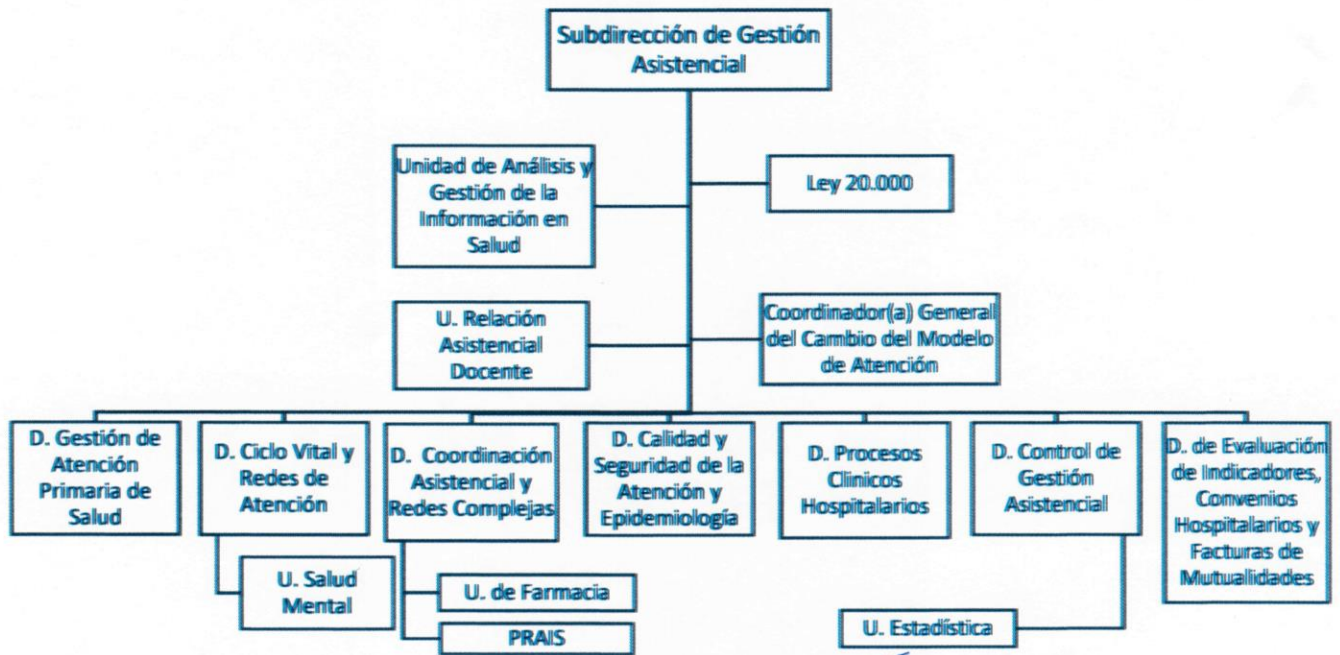 Subdirección de Gestión
Asistencial
Unidad de Análisis y
Gestión de la
Información en
Salud
Ley 20.000
U. Relación
Asistencial
Docente
Coordinador(a) General
del Cambio del Modelo
de Atención
D. Gestión de
Atención
Primaria de
Salud
D. Ciclo Vital y
Redes de
Atención
D. Coordinación
Asistencial y
Redes Complejas
D. Calidad y
Seguridad de la
Atención y
Epidemiología
D. Procesos
Clinicos
Hospitalarios
D. Control de
Gestión
Asistencial
D. de Evaluación
de Indicadores,
Convenios
Hospitalarios y
Facturas de
Mutualidades
U. Salud
Mental
U. de Farmacia
PRAIS
U. Estadística